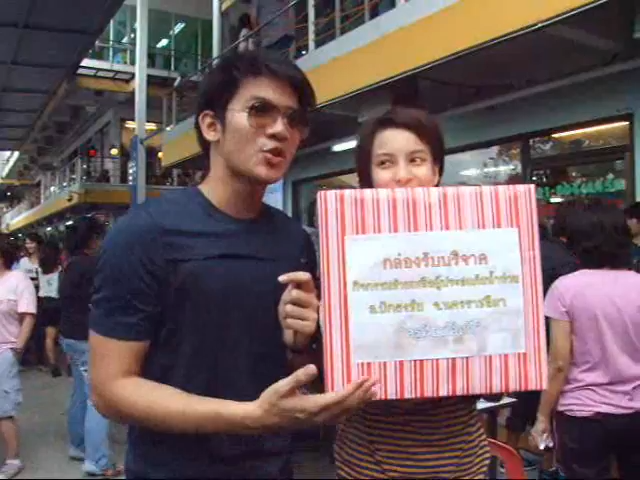 กล่องรับบริจาค
กิจกรรมช่วยเหลือผู้ประสบภัยน้ำท่วม
อ.ปักธงชัย จ.นครราชสีมา